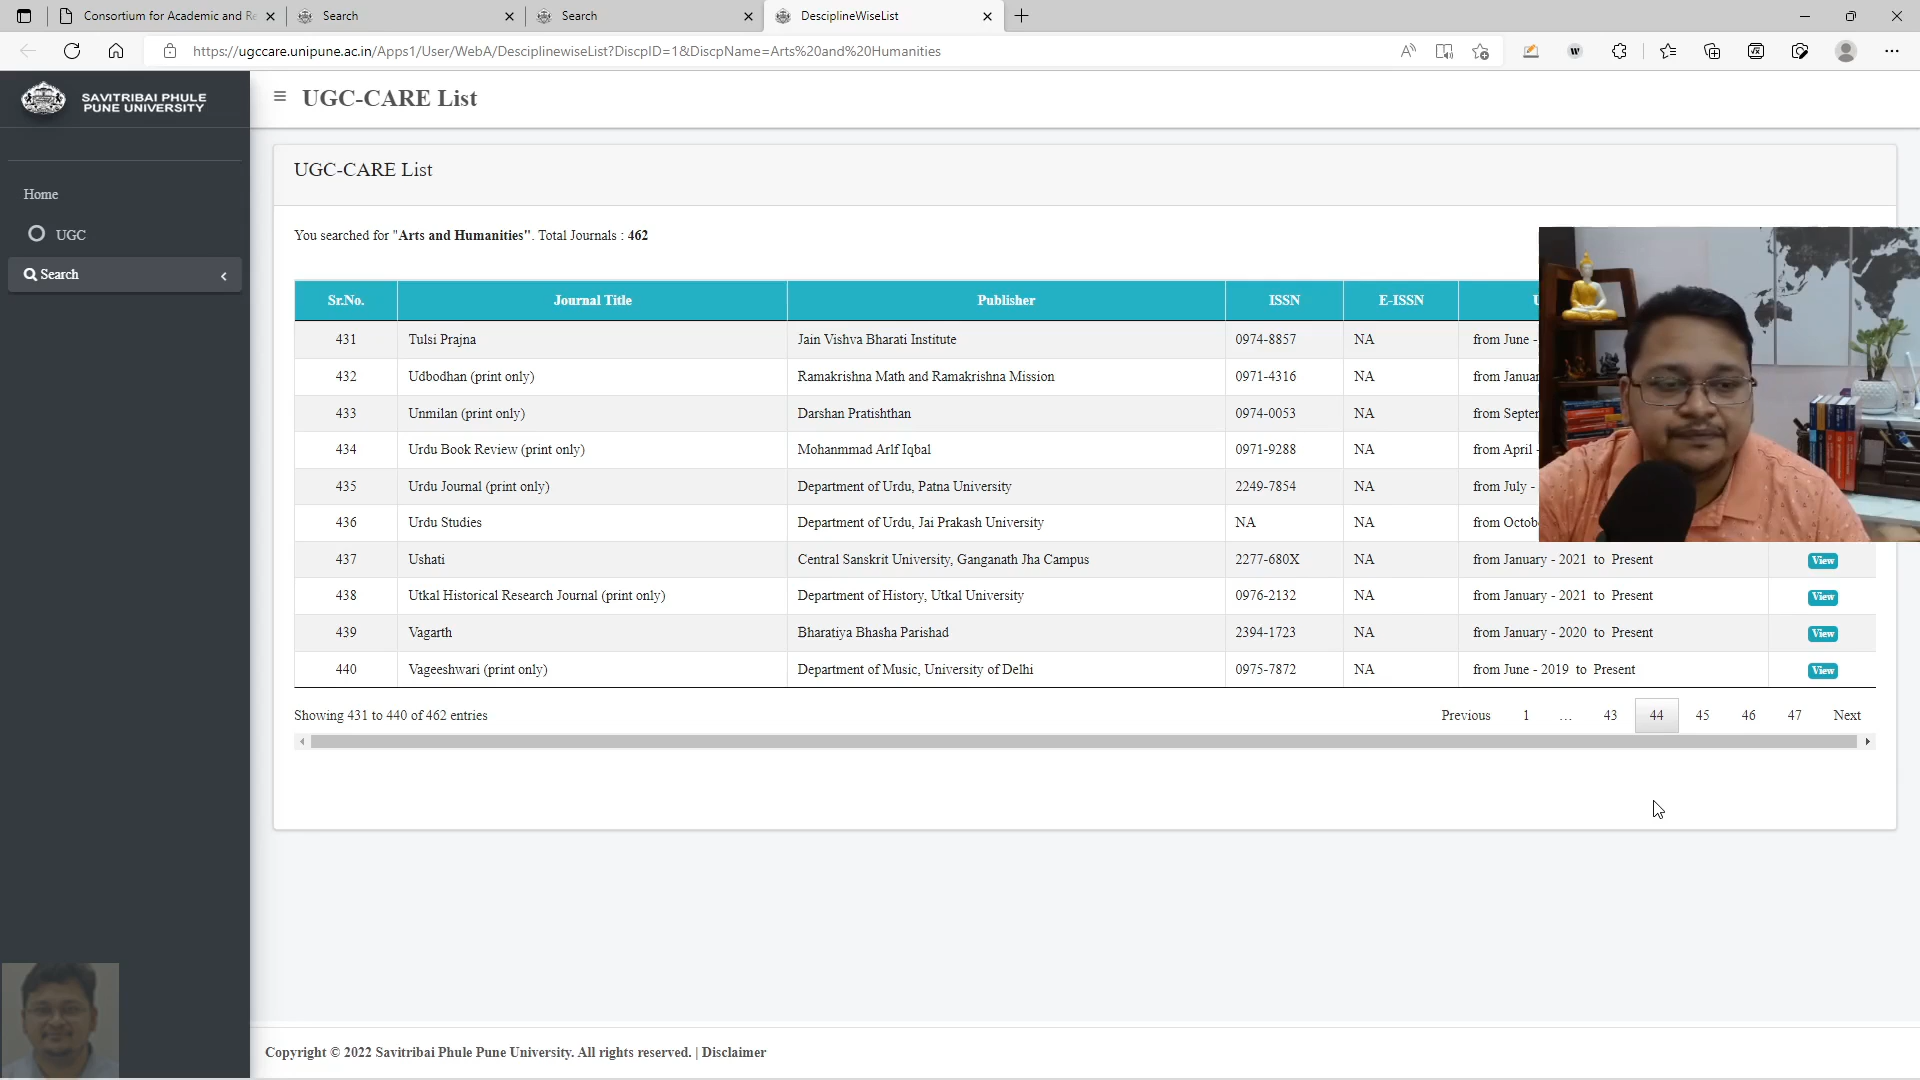 Consortium for Academic and Re
Search
Search
DesciplineWiseList
https://ugccare.unipune.ac.in/Apps1/User/WebA/DesciplinewiseList?DiscpID=1&DiscpName=Arts%20and%20Humanities
SAVITRIBAI PHULE
PUNE UNIVERSITY
UGC-CARE List
Home
UGC
Search
UGC-CARE List
You searched for "Arts and Humanities". Total Journals : 462
Sr.No. Journal Title Publisher ISSN E-ISSN
431 Tulsi Prajna Jain Vishva Bharati Institute 0974-8857 NA from June -
432 Udbodhan (print only) Ramakrishna Math and Ramakrishna Mission 0971-4316 NA from Januar
433 Unmilan (print only) Darshan Pratishthan 0974-0053 NA from Septem
434 Urdu Book Review (print only) Mohanmmad Arlf Iqbal 0971-9288 NA from April -
435 Urdu Journal (print only) Department of Urdu, Patna University 2249-7854 NA from July -
436 Urdu Studies Department of Urdu, Jai Prakash University NA NA from Octobe
437 Ushati Central Sanskrit University, Ganganath Jha Campus 2277-680X NA from January - 2021 to Present View
438 Utkal Historical Research Journal (print only) Department of History, Utkal University 0976-2132 NA from January - 2021 to Present View
439 Vagarth Bharatiya Bhasha Parishad 2394-1723 NA from January - 2020 to Present View
440 Vageeshwari (print only) Department of Music, University of Delhi 0975-7872 NA from June - 2019 to Present View
Showing 431 to 440 of 462 entries
Previous 1 … 43 44 45 46 47 Next
Copyright © 2022 Savitribai Phule Pune University. All rights reserved. | Disclaimer